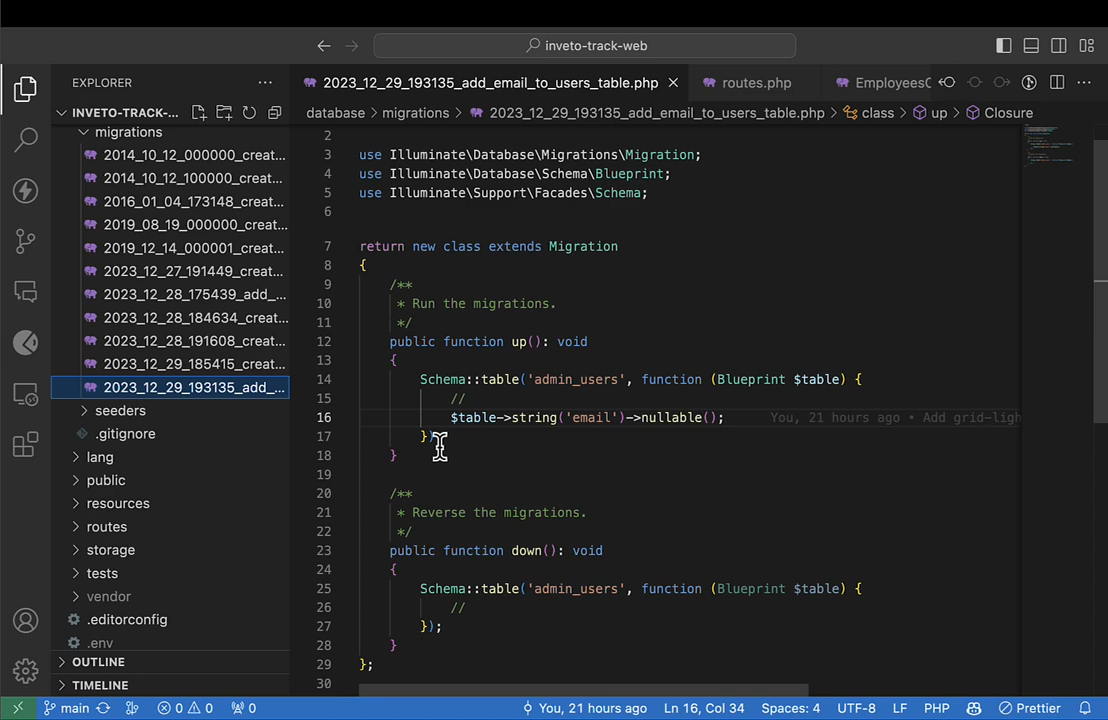 inveto-track-web
EXPLORER
2023_12_29_193135_add_email_to_users_table.php
routes.php
EmployeesC
INVETO-TRACK-...
database > migrations > 2023_12_29_193135_add_email_to_users_table.php > class > up > Closure
migrations
2014_10_12_000000_creat...
2014_10_12_100000_creat...
2016_01_04_173148_creat...
2019_08_19_000000_creat...
2019_12_14_000001_creat...
2023_12_27_191449_creat...
2023_12_28_175439_add_...
2023_12_28_184634_creat...
2023_12_28_191608_creat...
2023_12_29_185415_creat...
2023_12_29_193135_add_...
seeders
.gitignore
lang
public
resources
routes
storage
tests
vendor
.editorconfig
.env
OUTLINE
TIMELINE
2
3 use Illuminate\Database\Migrations\Migration;
4 use Illuminate\Database\Schema\Blueprint;
5 use Illuminate\Support\Facades\Schema;
6
7 return new class extends Migration
8 {
9 /**
10 * Run the migrations.
11 */
12 public function up(): void
13 {
14 Schema::table('admin_users', function (Blueprint $table) {
15 //
16 $table->string('email')->nullable(); You, 21 hours ago • Add grid-ligh
17 })
18 }
19
20 /**
21 * Reverse the migrations.
22 */
23 public function down(): void
24 {
25 Schema::table('admin_users', function (Blueprint $table) {
26 //
27 });
28 }
29 };
30
main 0 0 0 You, 21 hours ago Ln 16, Col 34 Spaces: 4 UTF-8 LF PHP Prettier